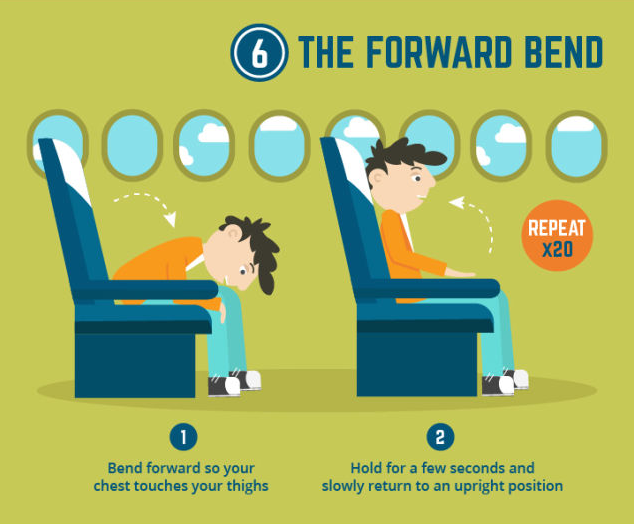 6 THE FORWARD BEND
REPEAT
X20
1
Bend forward so your
chest touches your thighs
2
Hold for a few seconds and
slowly return to an upright position